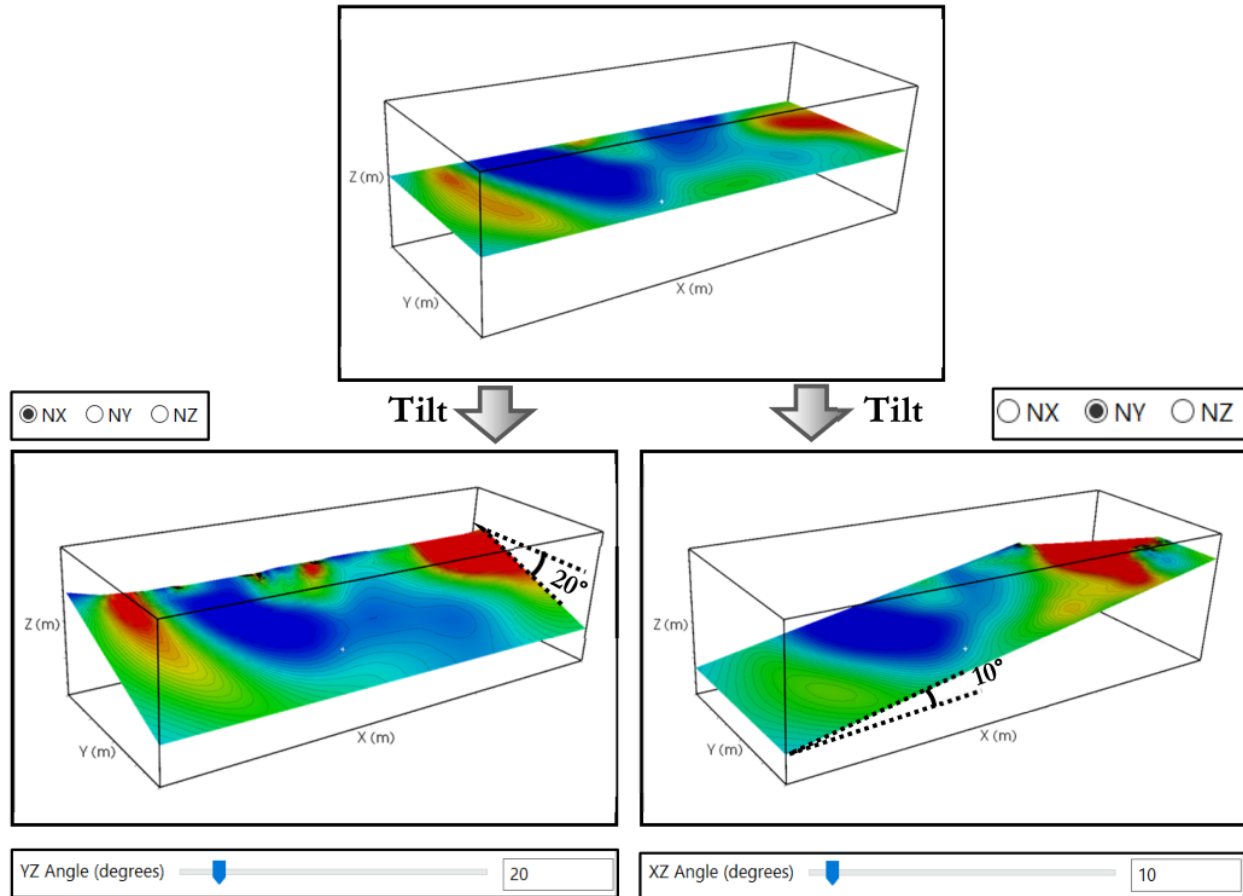 Z (m)
Y (m)
X (m)
NX NY NZ
Tilt
Tilt
NX NY NZ
Z (m)
Y (m)
X (m)
20°
Z (m)
Y (m)
X (m)
10°
YZ Angle (degrees) 20
XZ Angle (degrees) 10